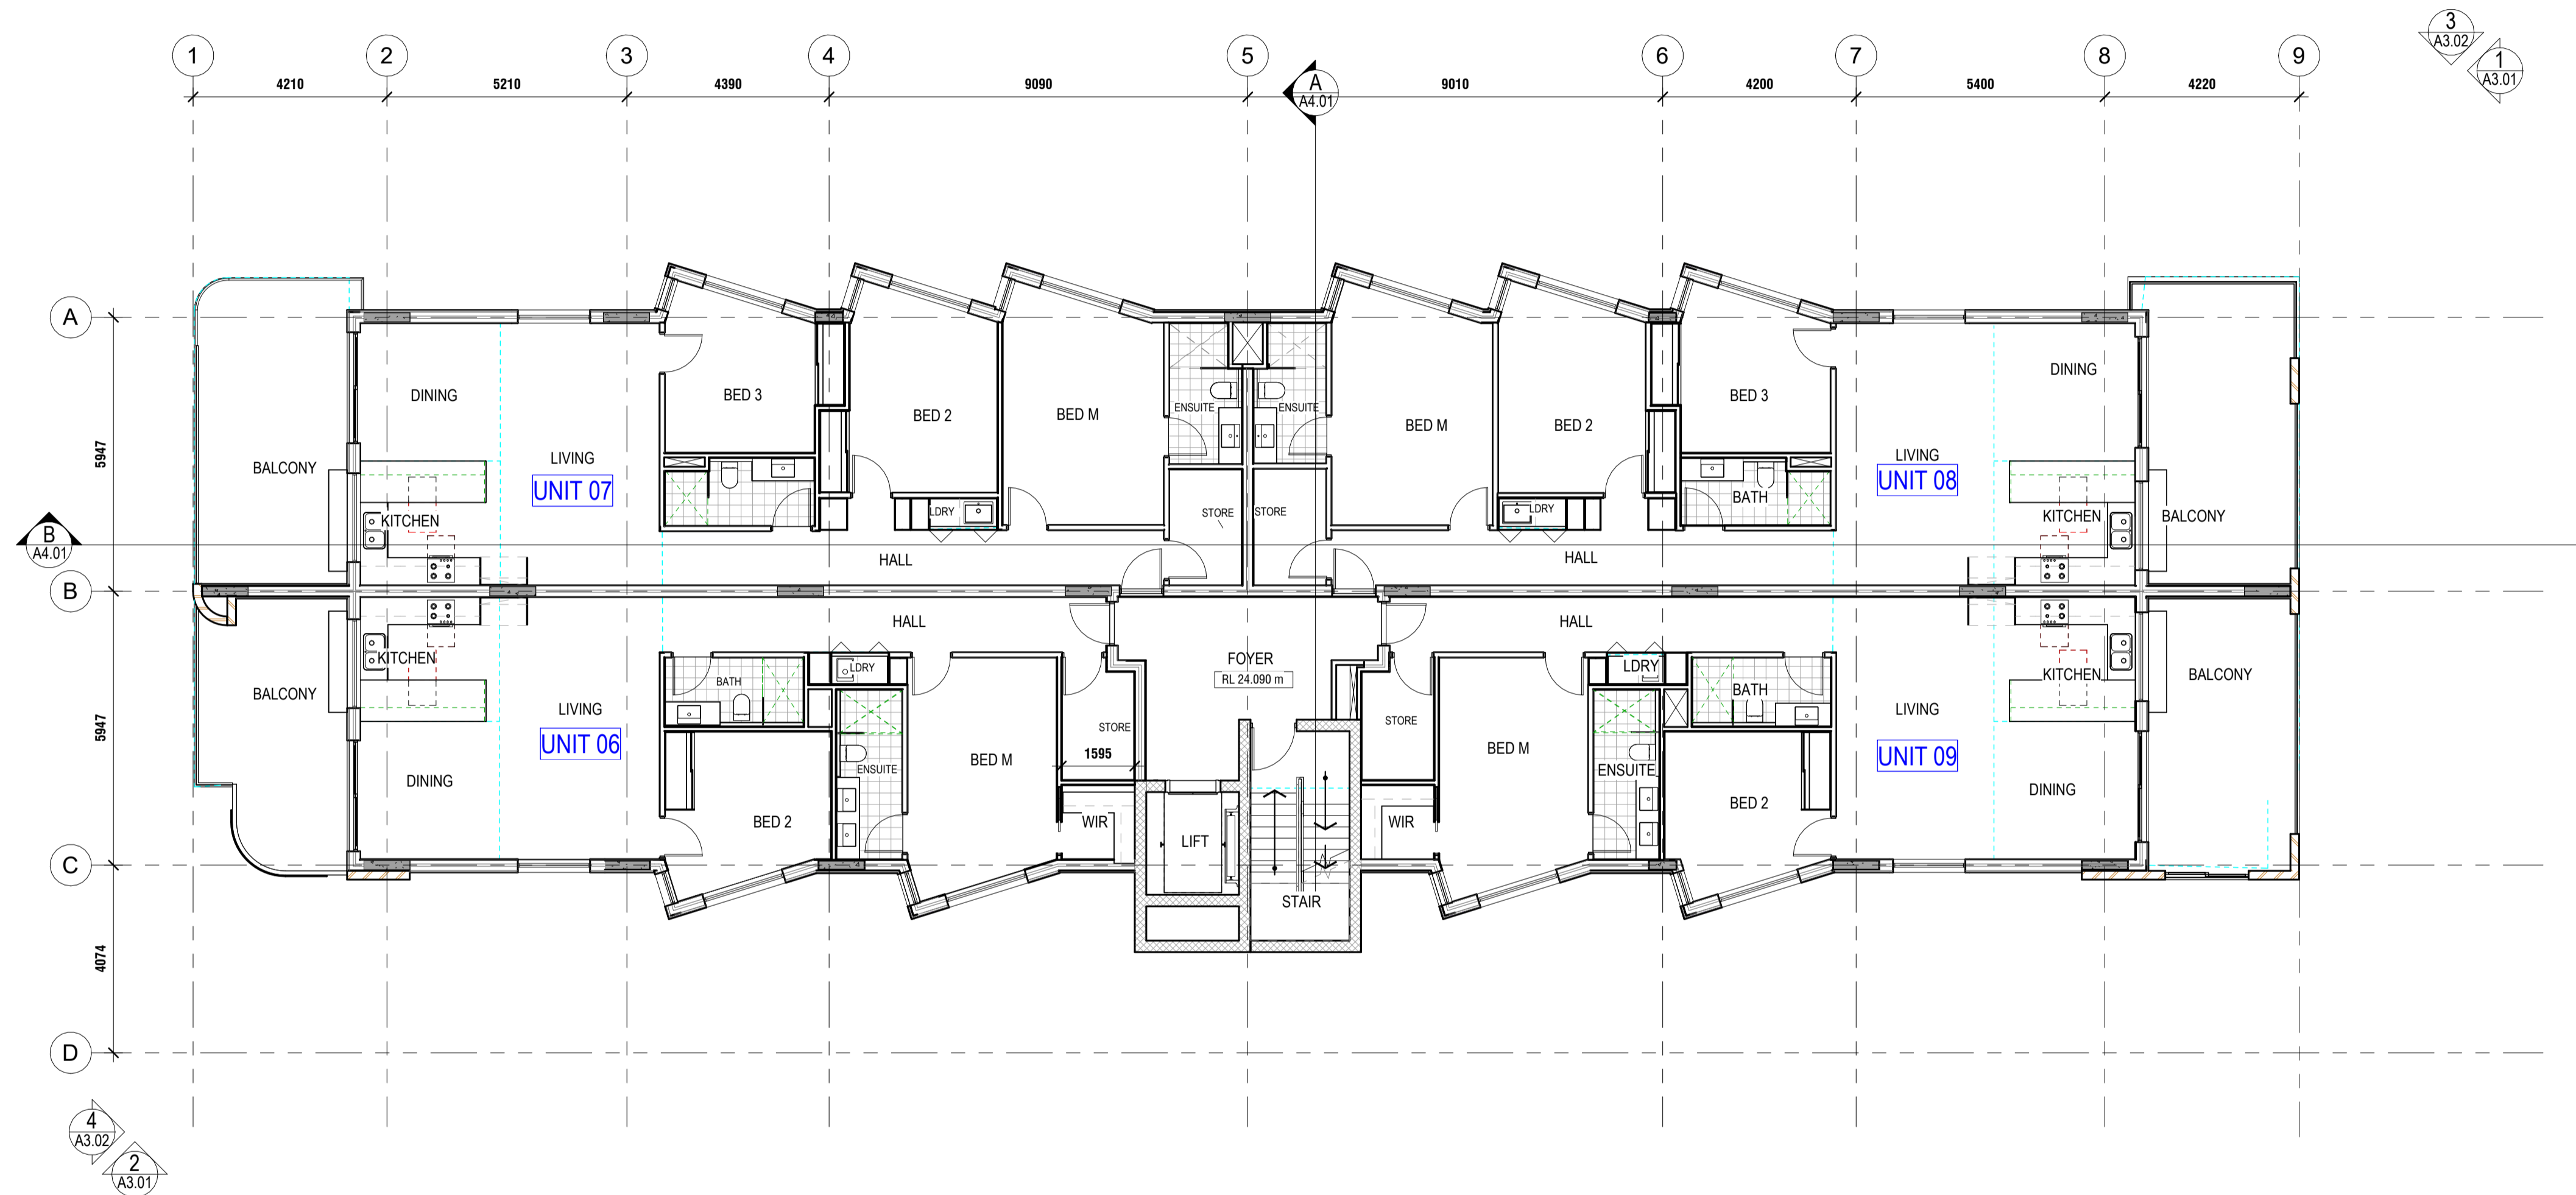 1 2 3 4 5 6 7 8 9
3
A3.02
1
A3.01
4210 5210 4390 9090 9010 4200 5400 4220
A
A4.01
A
B
C
D
5947
5947
4074
B
A4.01
DINING
LIVING
UNIT 07
BALCONY
KITCHEN
BED 3
BED 2
BED M
ENSUITE
LDRY
STORE
HALL
ENSUITE
STORE
BED M
BED 2
LDRY
HALL
BED 3
BATH
LIVING
UNIT 08
DINING
KITCHEN
BALCONY
KITCHEN
BALCONY
LIVING
UNIT 06
DINING
HALL
BATH
LDRY
BED 2
ENSUITE
BED M
STORE
1595
WIR
FOYER
RL 24.090 m
LIFT
STAIR
HALL
STORE
WIR
BED M
LDRY
ENSUITE
BATH
BED 2
LIVING
UNIT 09
DINING
KITCHEN
BALCONY
4
A3.02
2
A3.01